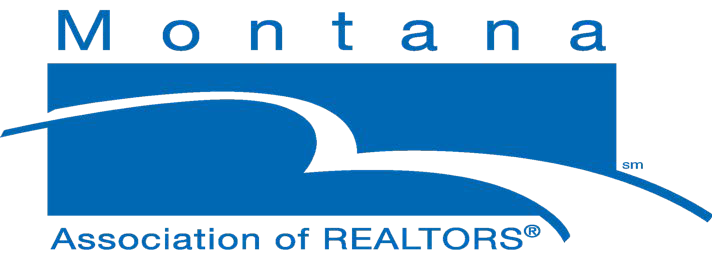 Montana
sm
Association of REALTORS®